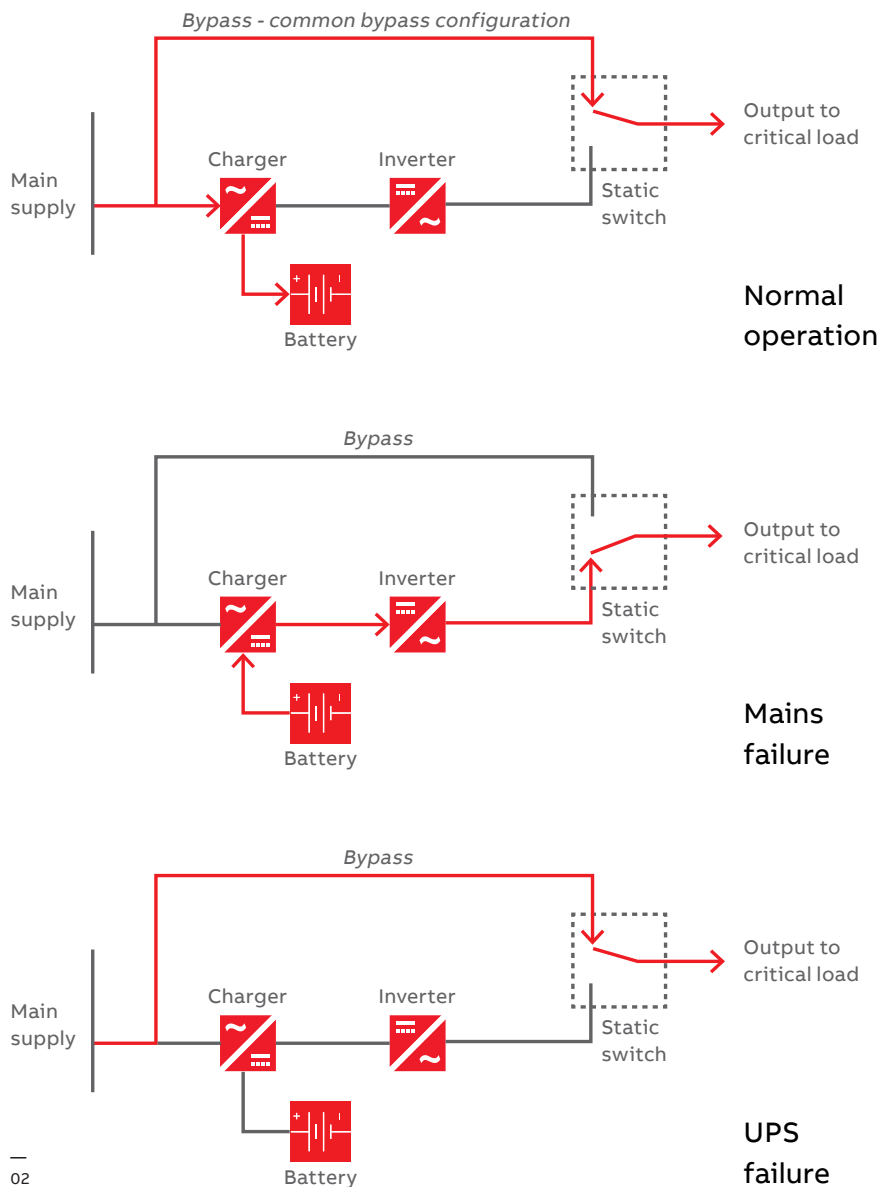 Bypass - common bypass configuration
Output to
critical load
Charger
Inverter
Main
supply
Static
switch
+
Battery
Normal
operation
Bypass
Output to
critical load
Charger
Inverter
Main
supply
Static
switch
+
Battery
Mains
failure
Bypass
Output to
critical load
Charger
Inverter
Main
supply
Static
switch
+
Battery
UPS
failure
—
02